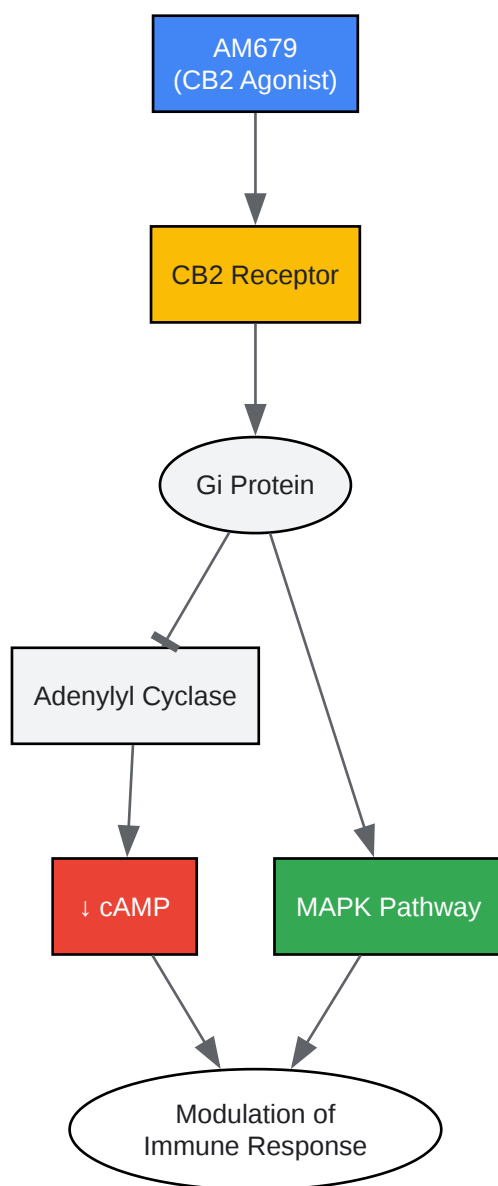 AM679
(CB2 Agonist)
CB2 Receptor
Gi Protein
Adenylyl Cyclase
↓ cAMP
MAPK Pathway
Modulation of
Immune Response